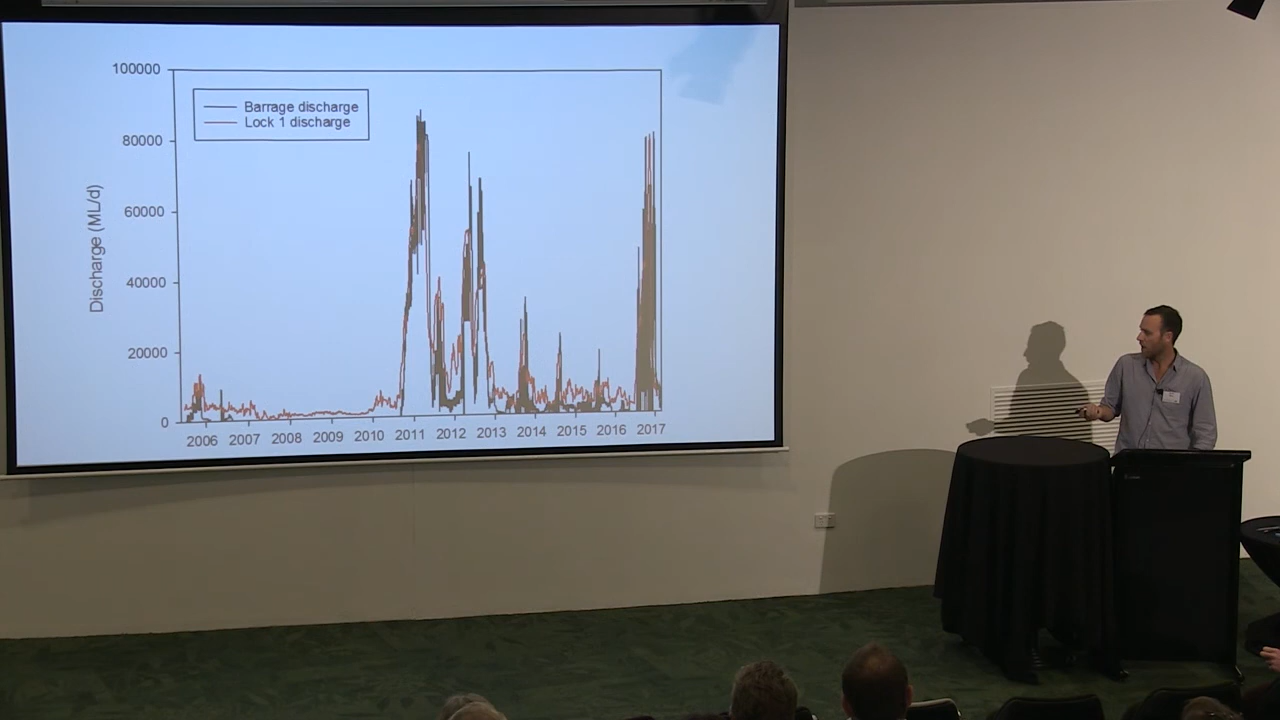 100000
Barrage discharge
Lock 1 discharge
80000
60000
40000
20000
0
Discharge (ML/d)
2006 2007 2008 2009 2010 2011 2012 2013 2014 2015 2016 2017